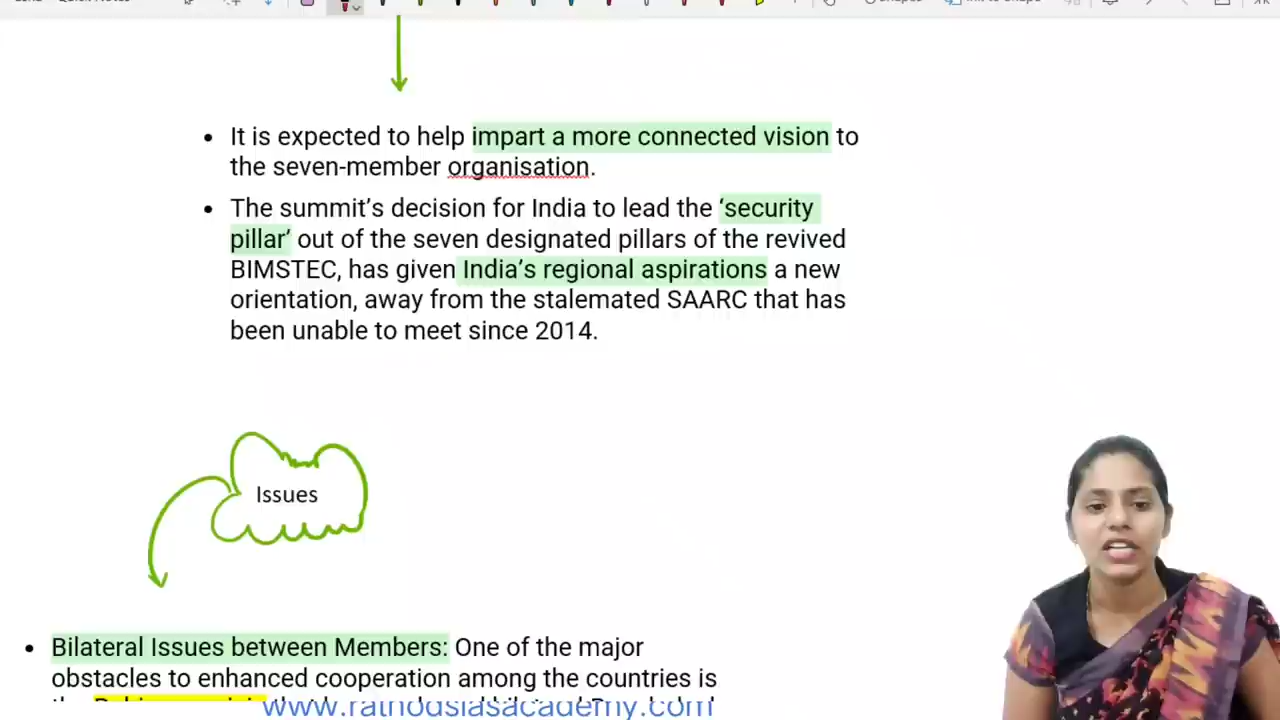 It is expected to help impart a more connected vision to
the seven-member organisation.
The summit's decision for India to lead the ‘security
pillar’ out of the seven designated pillars of the revived
BIMSTEC, has given India's regional aspirations a new
orientation, away from the stalemated SAARC that has
been unable to meet since 2014.
Issues
Bilateral Issues between Members: One of the major
obstacles to enhanced cooperation among the countries is
www.rathodsiasacademy.com